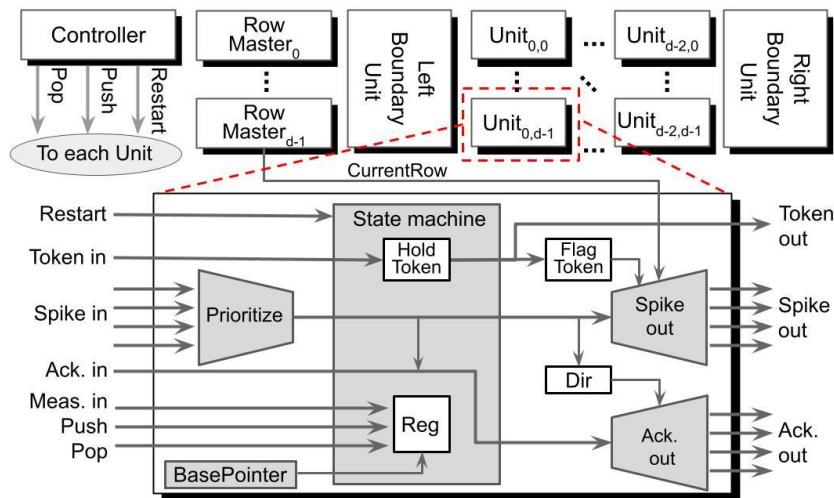 Controller
Pop
Push
Restart
To each Unit
Row
Master0
Row
Masterd-1
Left
Boundary
Unit
Unit0,0
Unitd-2,0
Unit0,d-1
Unitd-2,d-1
Right
Boundary
Unit
CurrentRow
Restart
Token in
Spike in
Ack. in
Meas. in
Push
Pop
State machine
Hold
Token
Flag
Token
Prioritize
Spike
out
Dir
Reg
Ack.
out
BasePointer
Token
out
Spike
out
Ack.
out